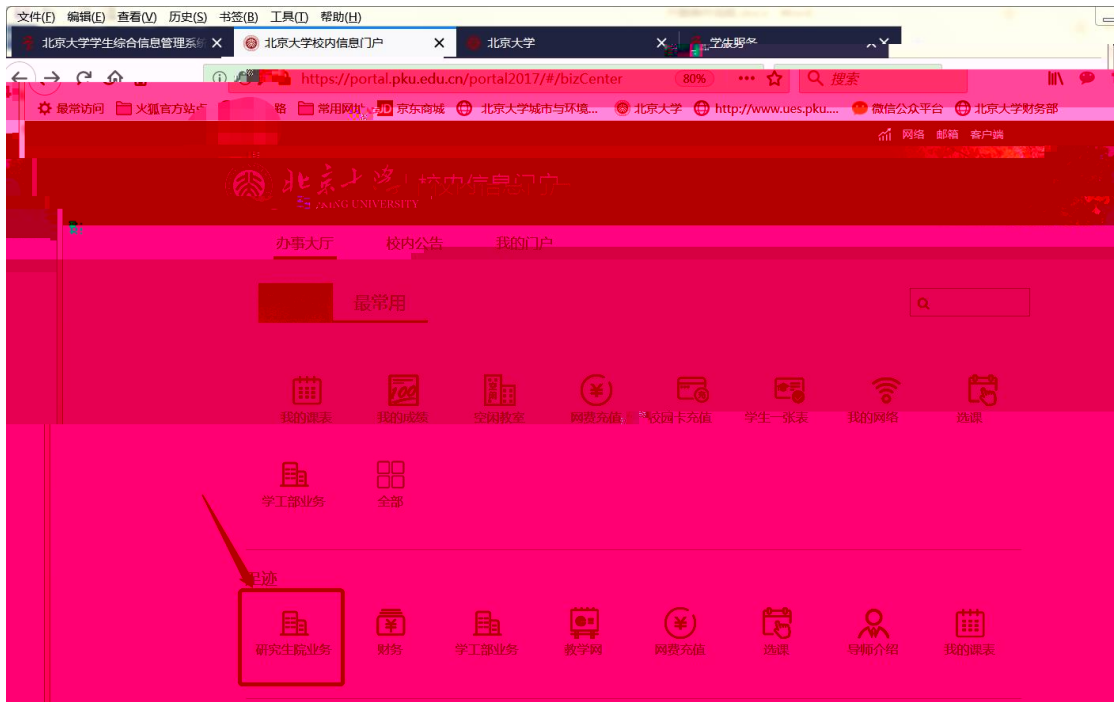 文件(F) 编辑(E) 查看(V) 历史(S) 书签(B) 工具(T) 帮助(H)
北京大学学生综合信息管理系统 北京大学校内信息门户 北京大学
https://portal.pku.edu.cn/portal2017/#/bizCenter 80% 搜索
最常访问 火狐官方站点 常用网址 京东商城 北京大学城市与环境... 北京大学 http://www.ues.pku.... 微信公众平台 北京大学财务部
网络 邮箱 客户端
北京大学 校内信息门户
UNIVERSITY
办事大厅 校内公告 我的门户
最常用
我的课表 我的成绩 空闲教室 网费充值 校园卡充值 学生一张表 我的网络 选课
学工部业务 全部
足迹
研究生院业务 财务 学工部业务 教学网 网费充值 选课 导师介绍 我的课表